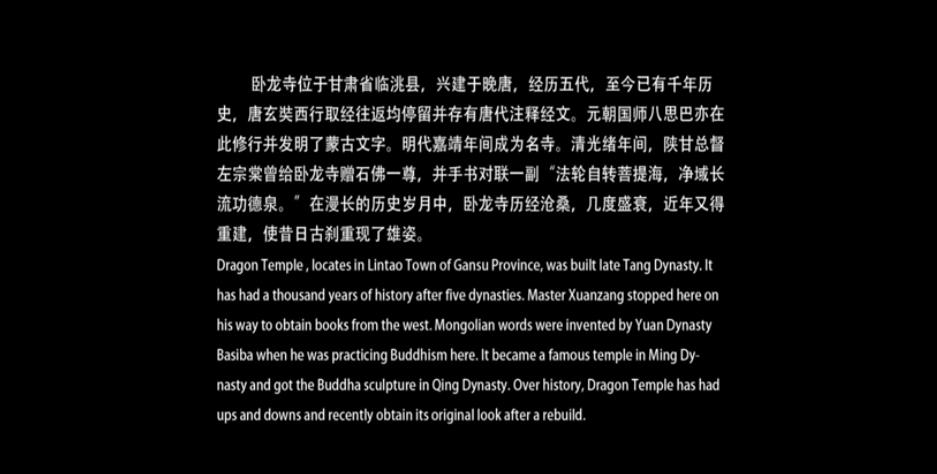 卧龙寺位于甘肃省临洮县，兴建于晚唐，经历五代，至今已有千年历
史，唐玄奘西行取经往返均停留并存有唐代注释经文。元朝国师八思巴亦在
此修行并发明了蒙古文字。明代嘉靖年间成为名寺。清光绪年间，陕甘总督
左宗棠曾给卧龙寺赠石佛一尊，并手书对联一副“法轮自转菩提海，净域长
流功德泉。”在漫长的历史岁月中，卧龙寺历经沧桑，几度盛衰，近年又得
重建，使昔日古刹重现了雄姿。
Dragon Temple , locates in Lintao Town of Gansu Province, was built late Tang Dynasty. It
has had a thousand years of history after five dynasties. Master Xuanzang stopped here on
his way to obtain books from the west. Mongolian words were invented by Yuan Dynasty
Basiba when he was practicing Buddhism here. It became a famous temple in Ming Dy-
nasty and got the Buddha sculpture in Qing Dynasty. Over history, Dragon Temple has had
ups and downs and recently obtain its original look after a rebuild.